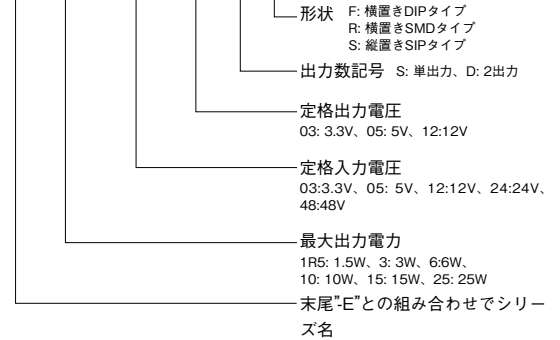 形状 F: 横置きDIPタイプ
R: 横置きSMDタイプ
S: 縦置きSIPタイプ
出力数記号 S: 単出力、D: 2出力
定格出力電圧
03: 3.3V、05: 5V、12:12V
定格入力電圧
03:3.3V、05: 5V、12:12V、24:24V、
48:48V
最大出力電力
1R5: 1.5W、3: 3W、6:6W、
10: 10W、15: 15W、25: 25W
末尾"-E"との組み合わせでシリー
ズ名